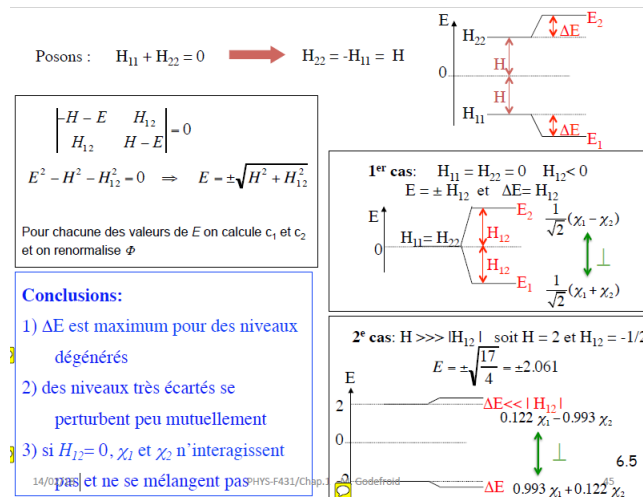 Posons : H₁₁ + H₂₂ = 0 H₂₂ = -H₁₁ = H
E
E₂
H₂₂
ΔE
H
0
H
H₁₁
ΔE
E₁
|-H - E H₁₂|
|H₁₂ H - E| = 0
E² - H² - H₁₂² = 0 ⇒ E = ±√(H² + H₁₂²)
Pour chacune des valeurs de E on calcule c₁ et c₂
et on renormalise Φ
1er cas: H₁₁ = H₂₂ = 0 H₁₂< 0
E = ± H₁₂ et ΔE= H₁₂
E
E₂
1/√2 (χ₁ - χ₂)
H₁₂
0
H₁₁= H₂₂
⊥
H₁₂
E₁
1/√2 (χ₁ + χ₂)
Conclusions:
1) ΔE est maximum pour des niveaux
dégénérés
2) des niveaux très écartés se
perturbent peu mutuellement
3) si H₁₂= 0, χ₁ et χ₂ n’interagissent
pas et ne se mélangent pas
2e cas: H >>> |H₁₂ | soit H = 2 et H₁₂ = -1/2
E = ±√(17/4) = ±2.061
E
2
ΔE<< | H₁₂|
0.122 χ₁ – 0.993 χ₂
0
⊥
6.5
-2
ΔE
0.993 χ₁ + 0.122 χ₂
PHYS-F431/Chap.1
Godefroid
45